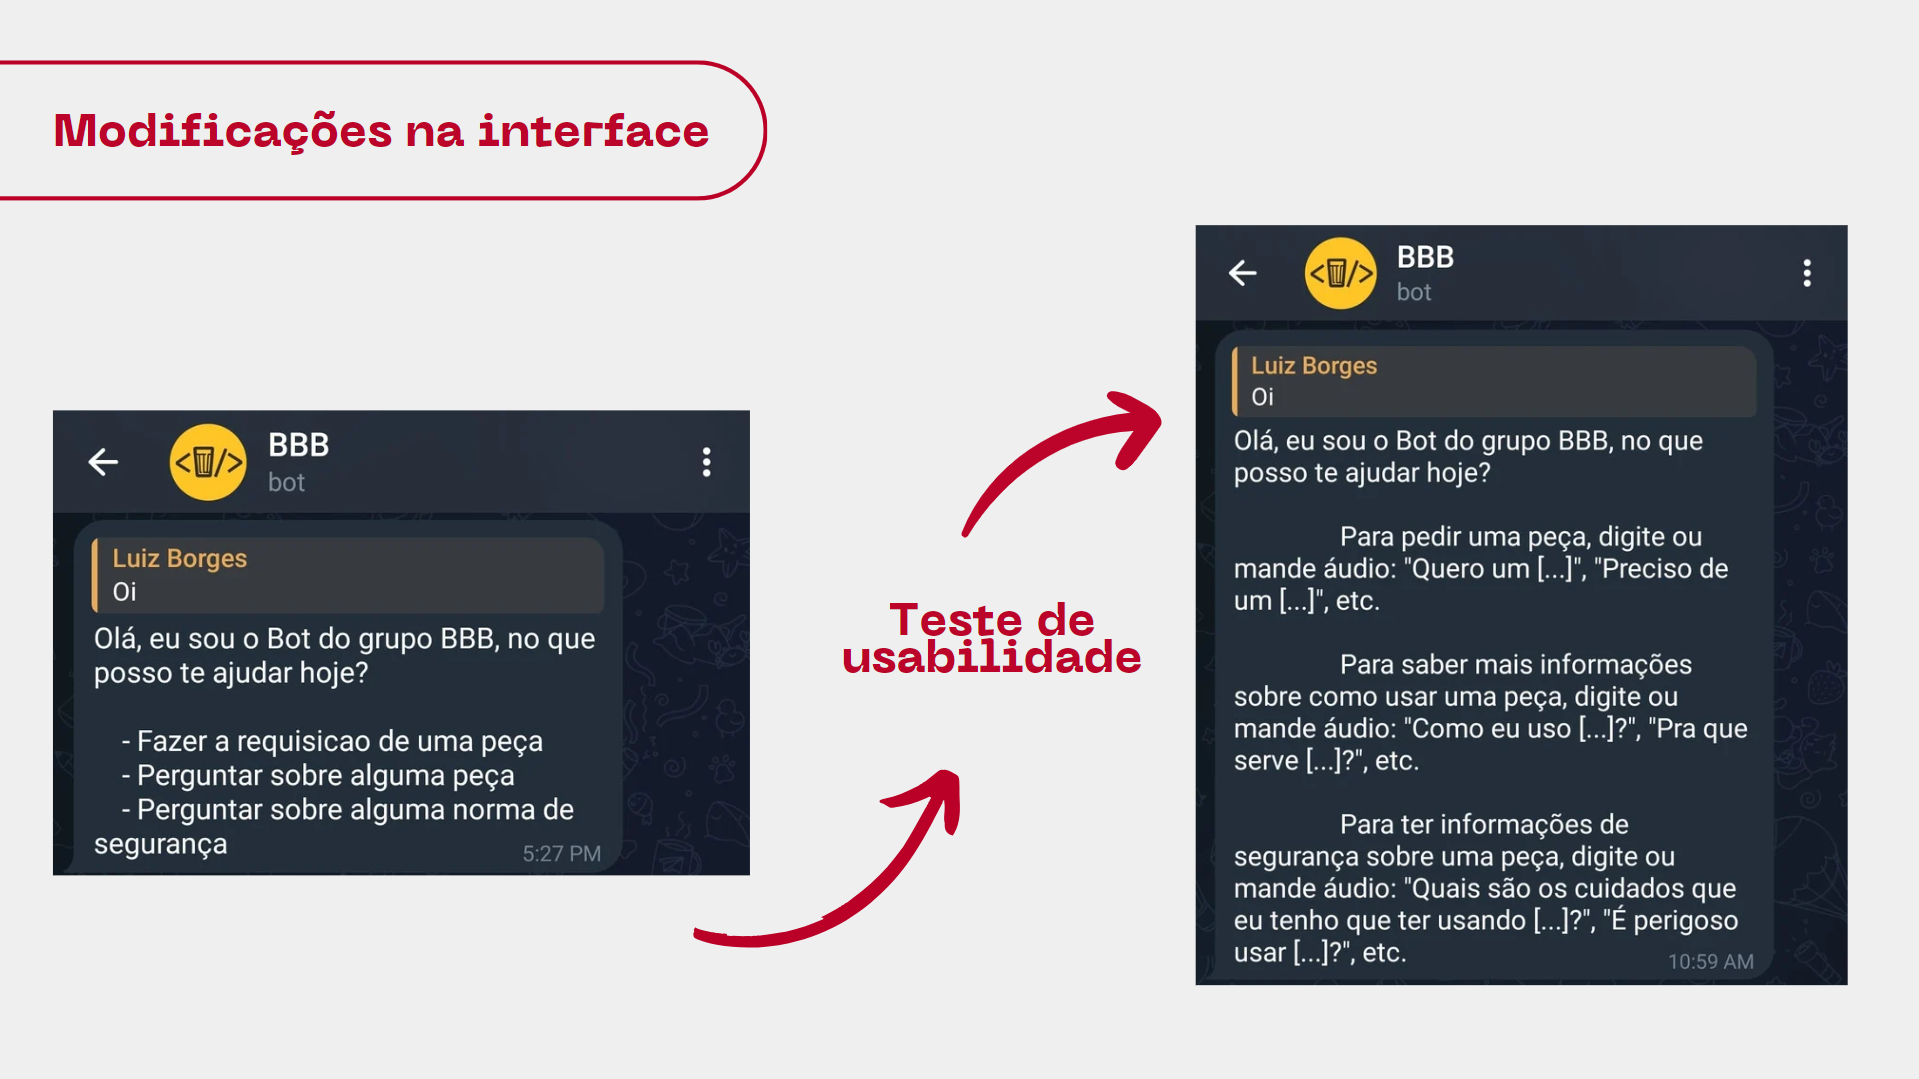 Modificações na interface
BBB
bot
Luiz Borges
Oi
Olá, eu sou o Bot do grupo BBB, no que
posso te ajudar hoje?
- Fazer a requisicao de uma peça
- Perguntar sobre alguma peça
- Perguntar sobre alguma norma de
segurança
5:27 PM
Teste de
usabilidade
BBB
bot
Luiz Borges
Oi
Olá, eu sou o Bot do grupo BBB, no que
posso te ajudar hoje?
Para pedir uma peça, digite ou
mande áudio: "Quero um [...]", "Preciso de
um [...]", etc.
Para saber mais informações
sobre como usar uma peça, digite ou
mande áudio: "Como eu uso [...]?", "Pra que
serve [...]?", etc.
Para ter informações de
segurança sobre uma peça, digite ou
mande áudio: "Quais são os cuidados que
eu tenho que ter usando [...]?", "É perigoso
usar [...]?", etc.
10:59 AM